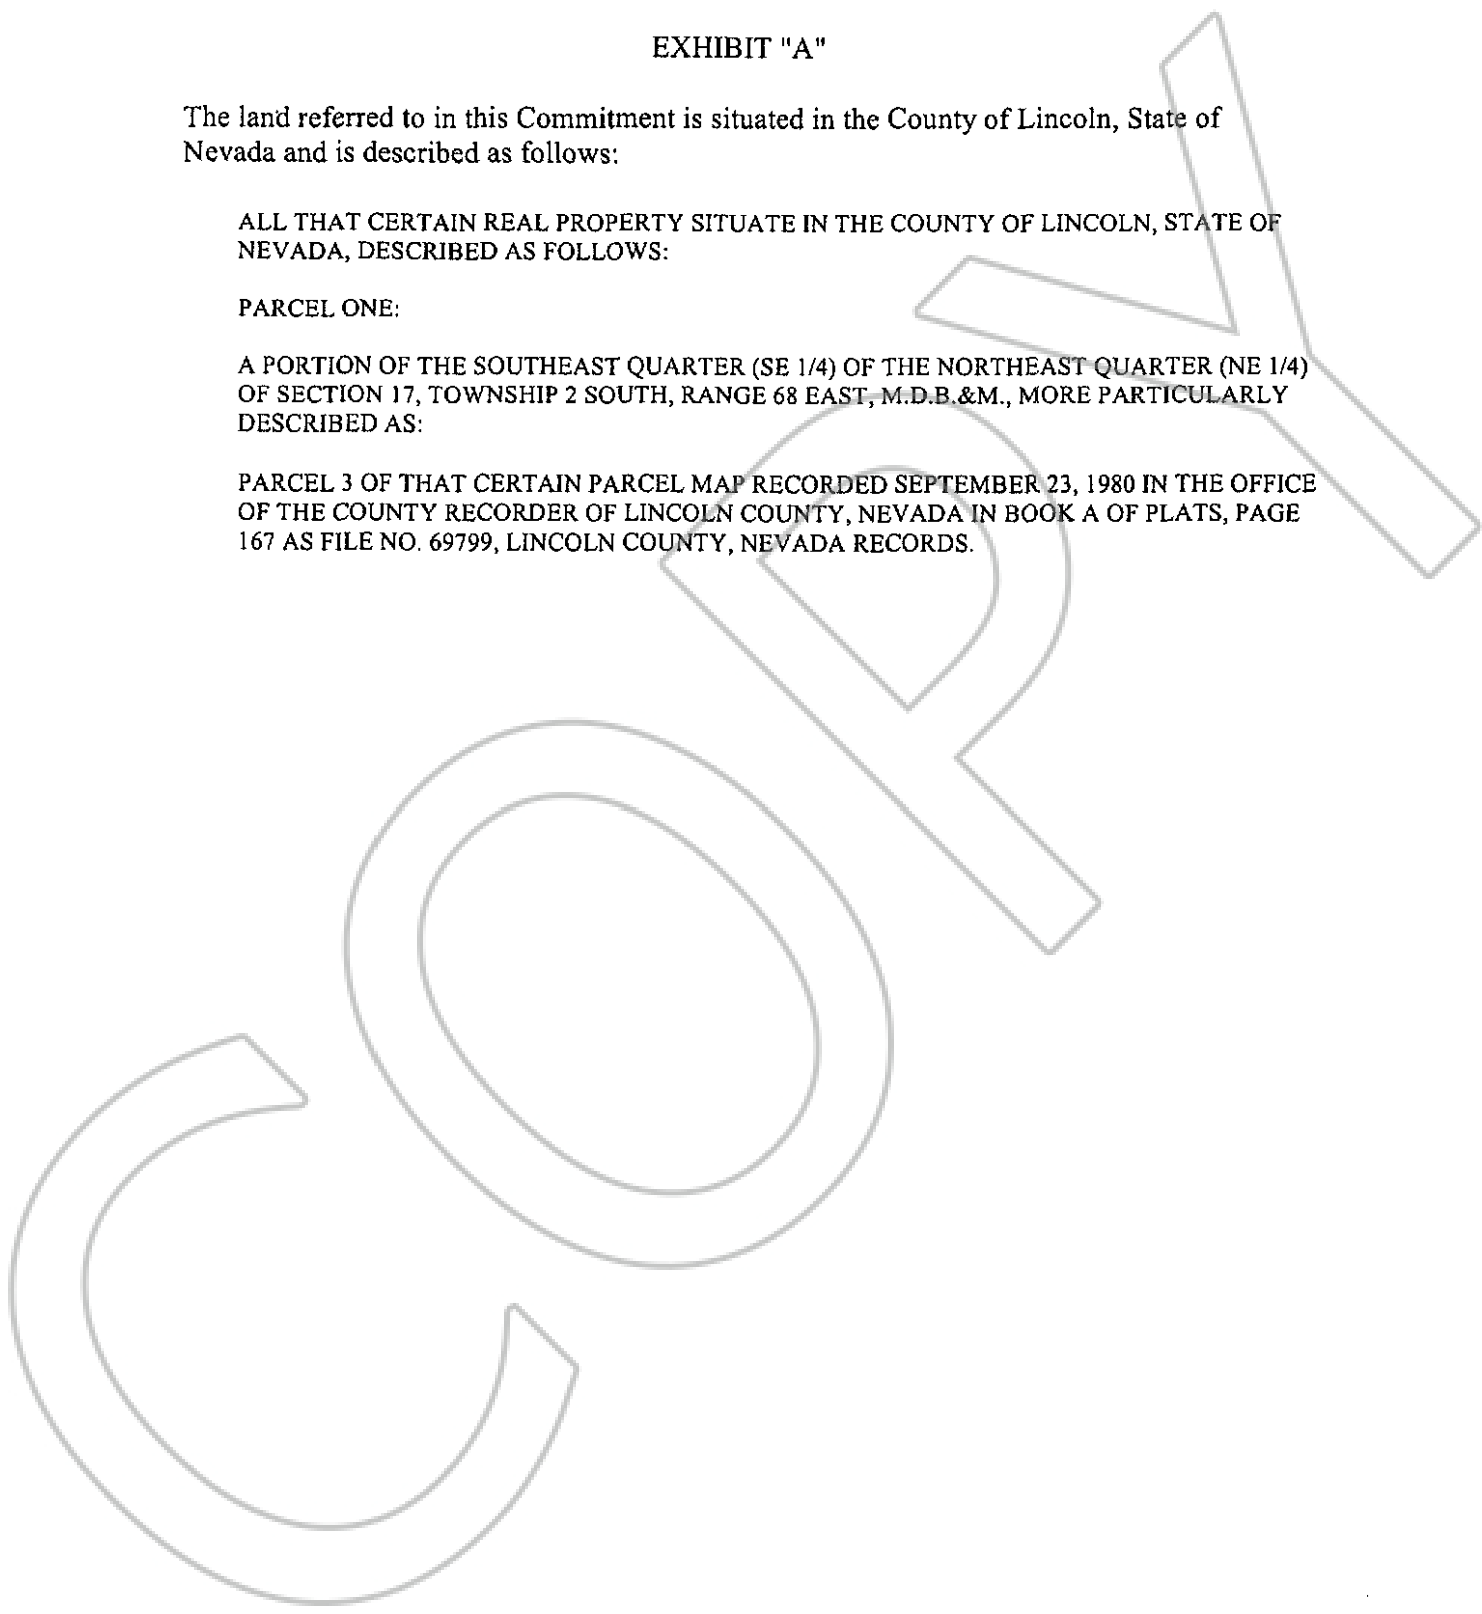 EXHIBIT "A"
The land referred to in this Commitment is situated in the County of Lincoln, State of
Nevada and is described as follows:
ALL THAT CERTAIN REAL PROPERTY SITUATE IN THE COUNTY OF LINCOLN, STATE OF
NEVADA, DESCRIBED AS FOLLOWS:
PARCEL ONE:
A PORTION OF THE SOUTHEAST QUARTER (SE 1/4) OF THE NORTHEAST QUARTER (NE 1/4)
OF SECTION 17, TOWNSHIP 2 SOUTH, RANGE 68 EAST, M.D.B.&M., MORE PARTICULARLY
DESCRIBED AS:
PARCEL 3 OF THAT CERTAIN PARCEL MAP RECORDED SEPTEMBER 23, 1980 IN THE OFFICE
OF THE COUNTY RECORDER OF LINCOLN COUNTY, NEVADA IN BOOK A OF PLATS, PAGE
167 AS FILE NO. 69799, LINCOLN COUNTY, NEVADA RECORDS.
COPY